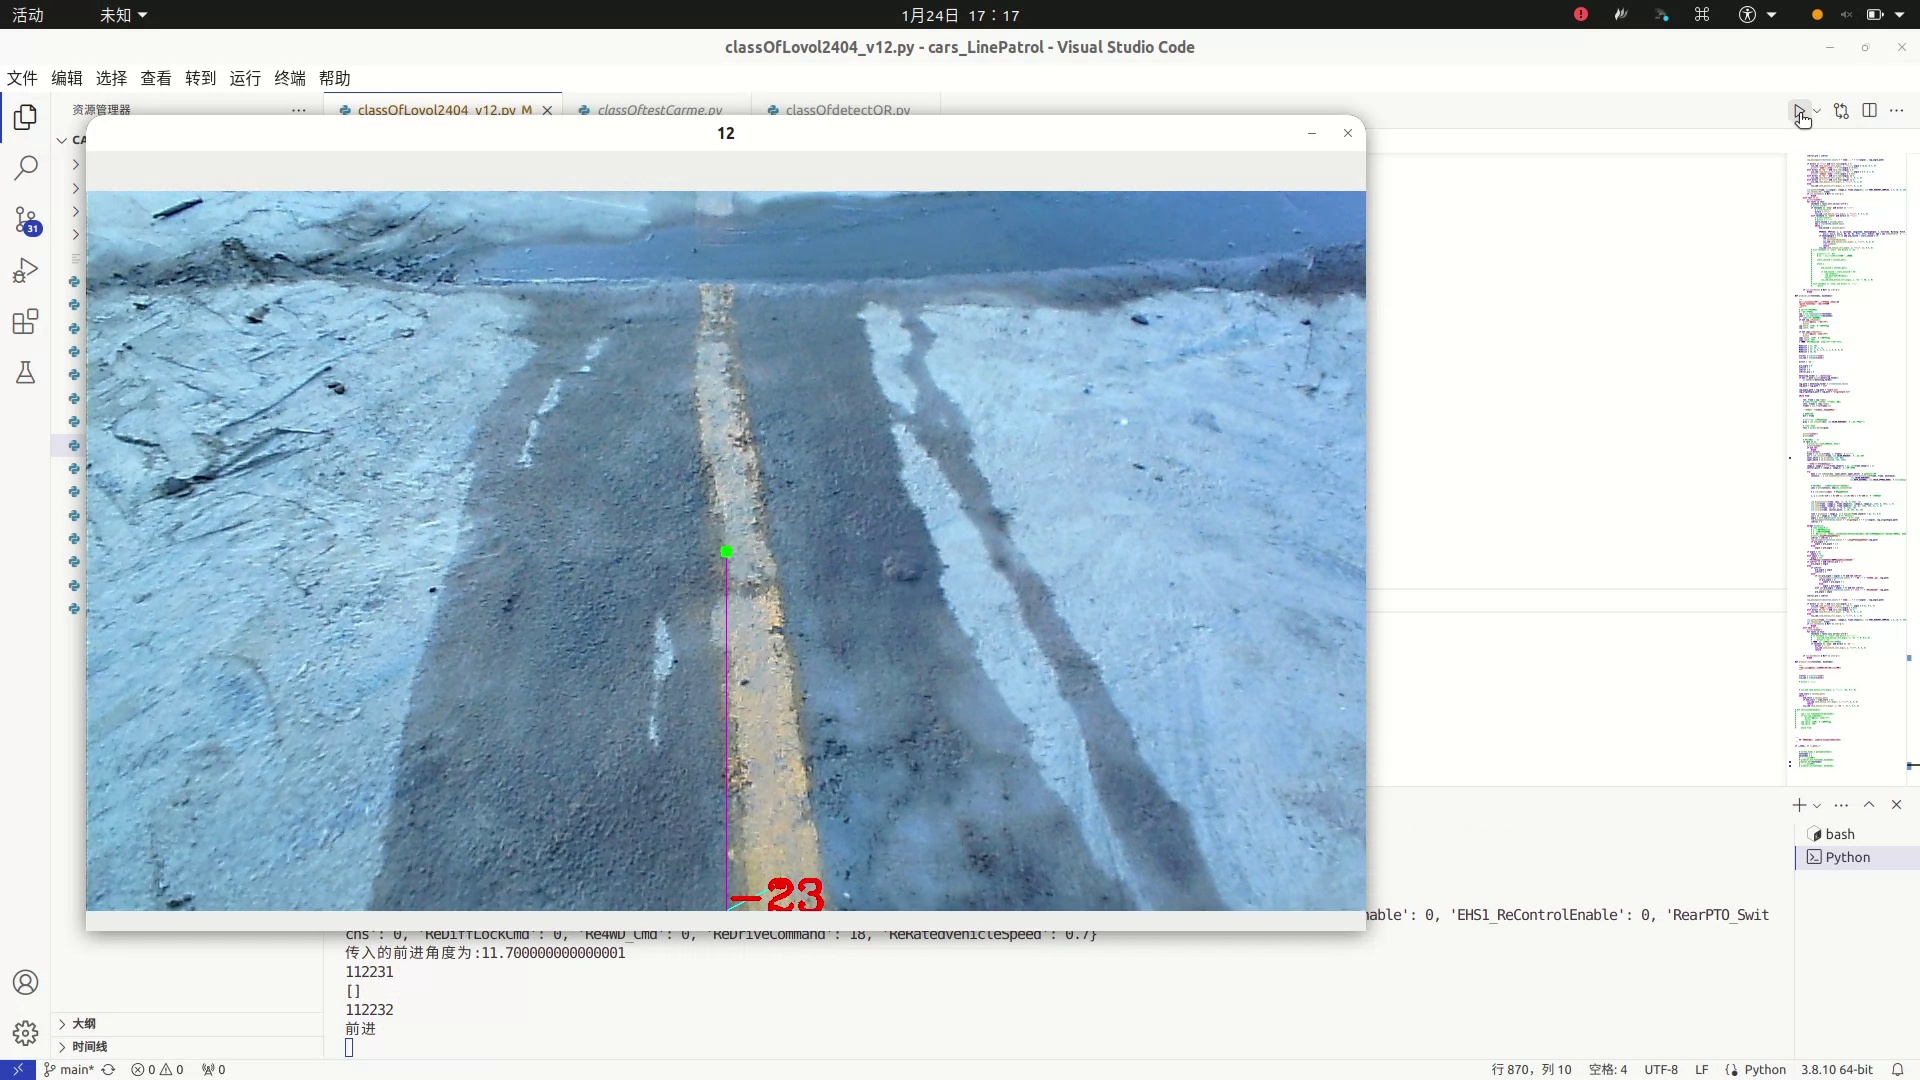 活动
未知
1月24日 17：17
classOfLovol2404_v12.py - cars_LinePatrol - Visual Studio Code
文件 编辑 选择 查看 转到 运行 终端 帮助
资源管理器
classOfLovol2404_v12.py M
classOftestCarme.py
classOfdetectQR.py
CA
12
31
-23
bash
Python
able': 0, 'EHS1_ReControlEnable': 0, 'RearPTO_Swit
chs': 0, 'ReDiffLockCmd': 0, 'Re4WD_Cmd': 0, 'ReDriveCommand': 18, 'ReRatedVehicleSpeed': 0.7}
传入的前进角度为:11.700000000000001
112231
[]
112232
前进
大纲
时间线
main* 0 0 0
行 870，列 10 空格: 4 UTF-8 LF Python 3.8.10 64-bit